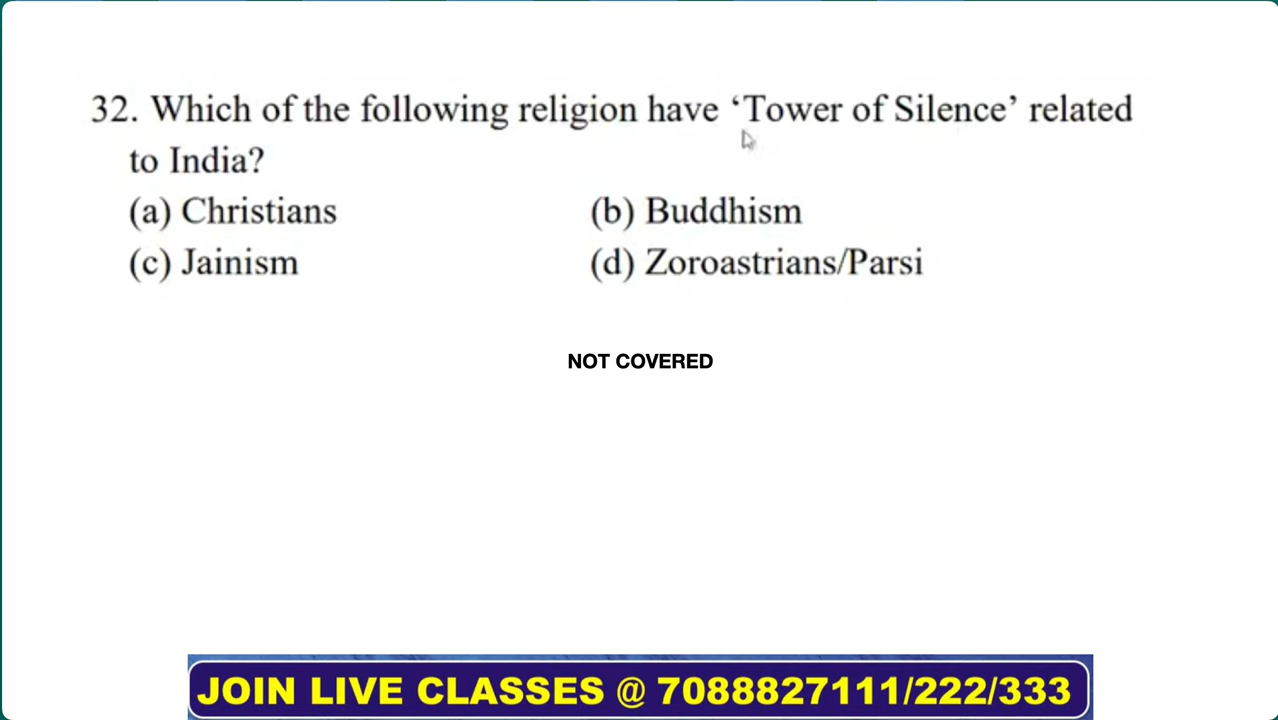 32. Which of the following religion have ‘Tower of Silence’ related
to India?
(a) Christians (b) Buddhism
(c) Jainism (d) Zoroastrians/Parsi
NOT COVERED
JOIN LIVE CLASSES @ 7088827111/222/333